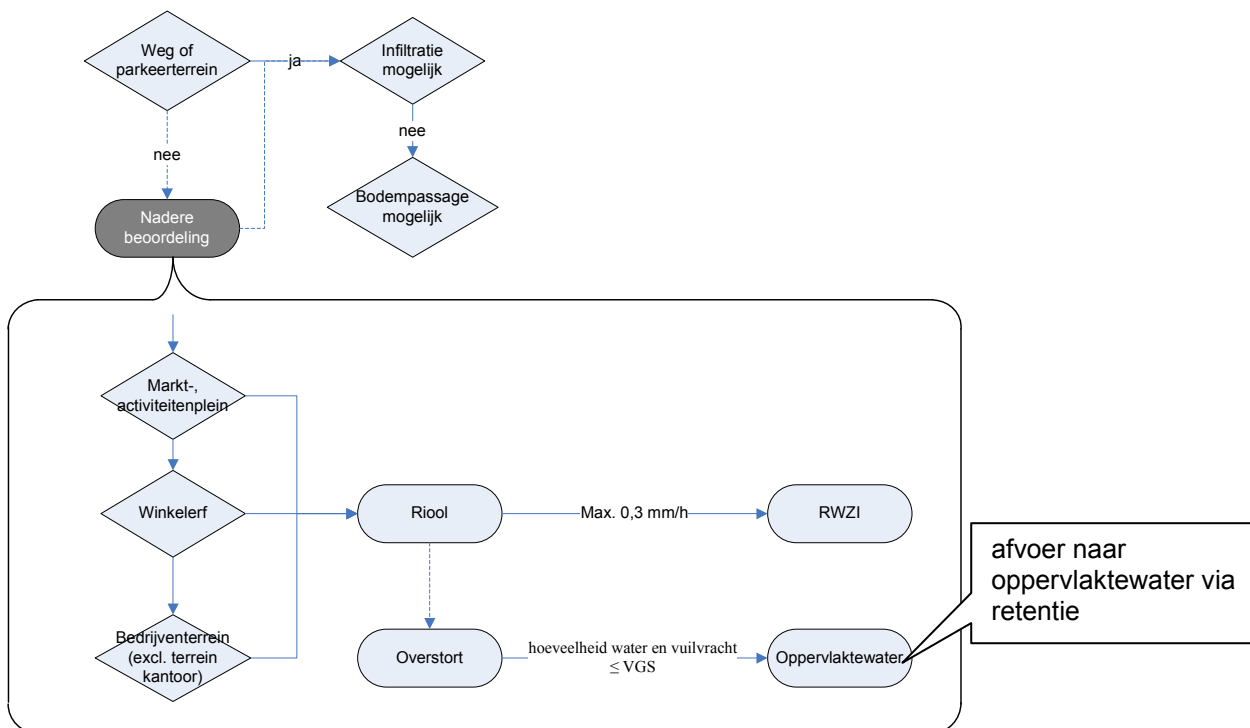 Weg of
parkeerterrein
ja
Infiltratie
mogelijk
nee
nee
Bodempassage
mogelijk
Nadere
beoordeling
Markt-,
activiteitenplein
Winkelerf
Riool
Max. 0,3 mm/h
RWZI
afvoer naar
oppervlaktewater via
retentie
Bedrijventerrein
(excl. terrein
kantoor)
Overstort
hoeveelheid water en vuilvracht
≤ VGS
Oppervlaktewater